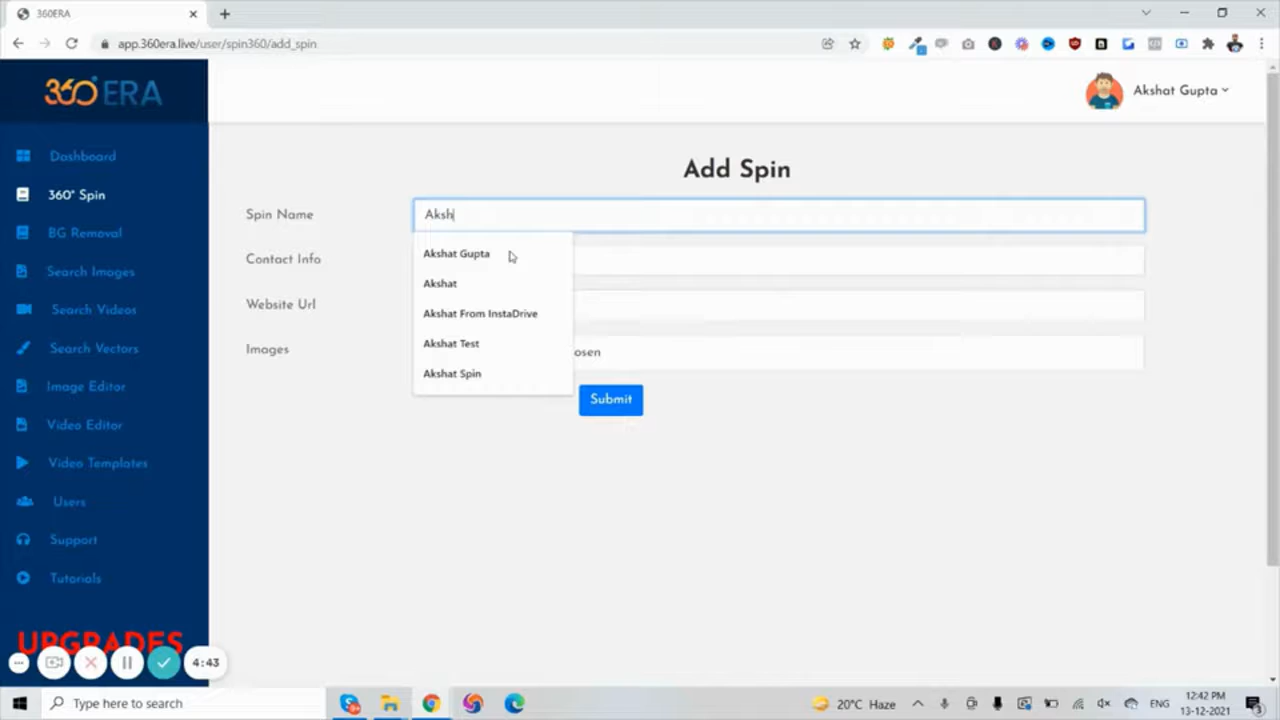 360ERA
app.360era.live/user/spin360/add_spin
360 ERA
Akshat Gupta
Dashboard
360° Spin
BG Removal
Search Images
Search Videos
Search Vectors
Image Editor
Video Editor
Video Templates
Users
Support
Tutorials
UPGRADES
Add Spin
Spin Name
Aksh
Akshat Gupta
Akshat
Akshat From InstaDrive
Akshat Test
Akshat Spin
Contact Info
Website Url
Images
osen
Submit
4:43
Type here to search
20°C Haze
ENG
12:42 PM
13-12-2021
3